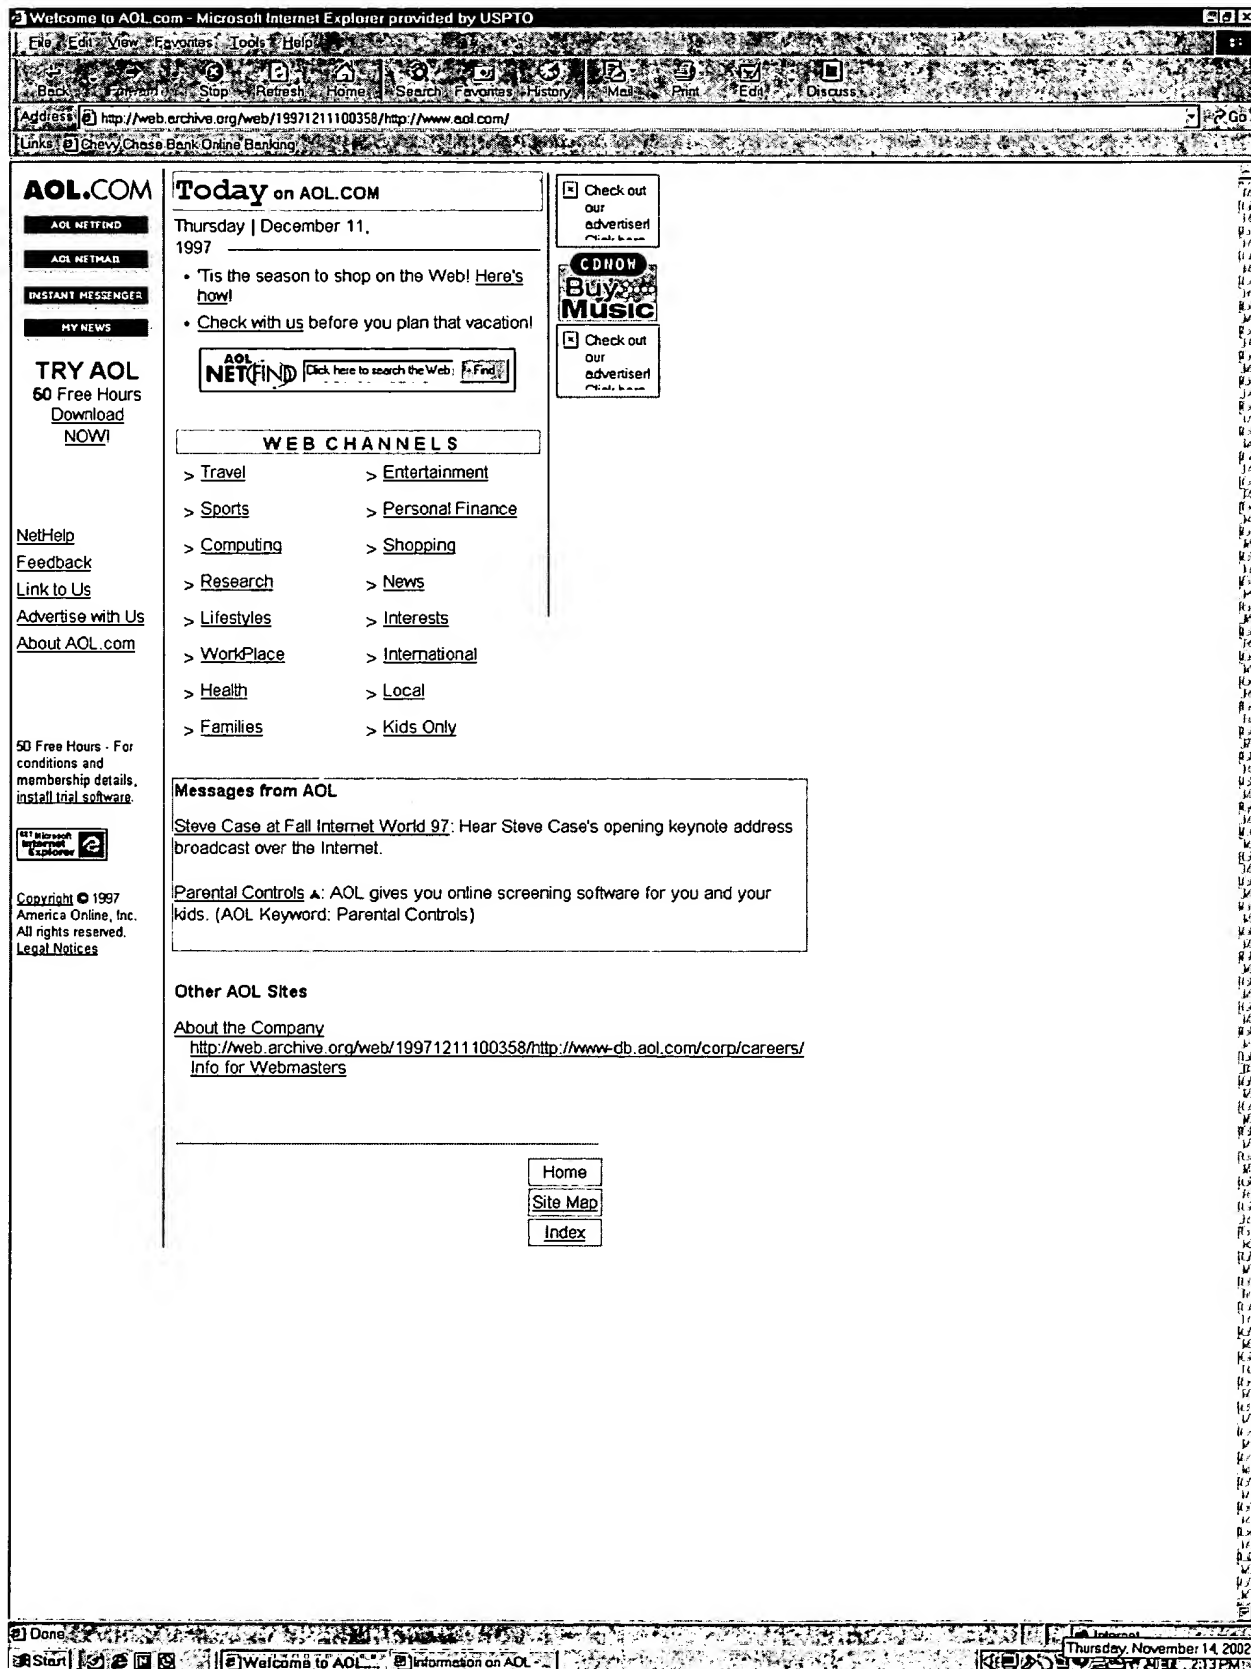 Welcome to AOL.com - Microsoft Internet Explorer provided by USPTO
File Edit View Favorites Tools Help
Back Forward Stop Refresh Home Search Favorites History Mail Print Edit Discuss
Address http://web.archive.org/web/19971211100358/http://www.aol.com/ Go
Links Chevy Chase Bank Online Banking
AOL.COM
AOL NETFIND
AOL NETMAIL
INSTANT MESSENGER
MY NEWS
TRY AOL
50 Free Hours
Download
NOW!
NetHelp
Feedback
Link to Us
Advertise with Us
About AOL.com
50 Free Hours - For
conditions and
membership details,
install trial software.
Microsoft
Internet
Explorer
Copyright © 1997
America Online, Inc.
All rights reserved.
Legal Notices
Today on AOL.COM
Thursday | December 11,
1997
• 'Tis the season to shop on the Web! Here's
how!
• Check with us before you plan that vacation!
AOL
NETFIND Click here to search the Web Find
WEB CHANNELS
> Travel > Entertainment
> Sports > Personal Finance
> Computing > Shopping
> Research > News
> Lifestyles > Interests
> WorkPlace > International
> Health > Local
> Families > Kids Only
Check out
our
advertiser!
Click here
CDNOW
Buy
Music
Check out
our
advertiser!
Click here
Messages from AOL
Steve Case at Fall Internet World 97: Hear Steve Case's opening keynote address
broadcast over the Internet.
Parental Controls ▲: AOL gives you online screening software for you and your
kids. (AOL Keyword: Parental Controls)
Other AOL Sites
About the Company
http://web.archive.org/web/19971211100358/http://www-db.aol.com/corp/careers/
Info for Webmasters
Home
Site Map
Index
Done Internet
Thursday, November 14, 2002
Start Welcome to AOL... Information on AOL - ... 2:13 PM